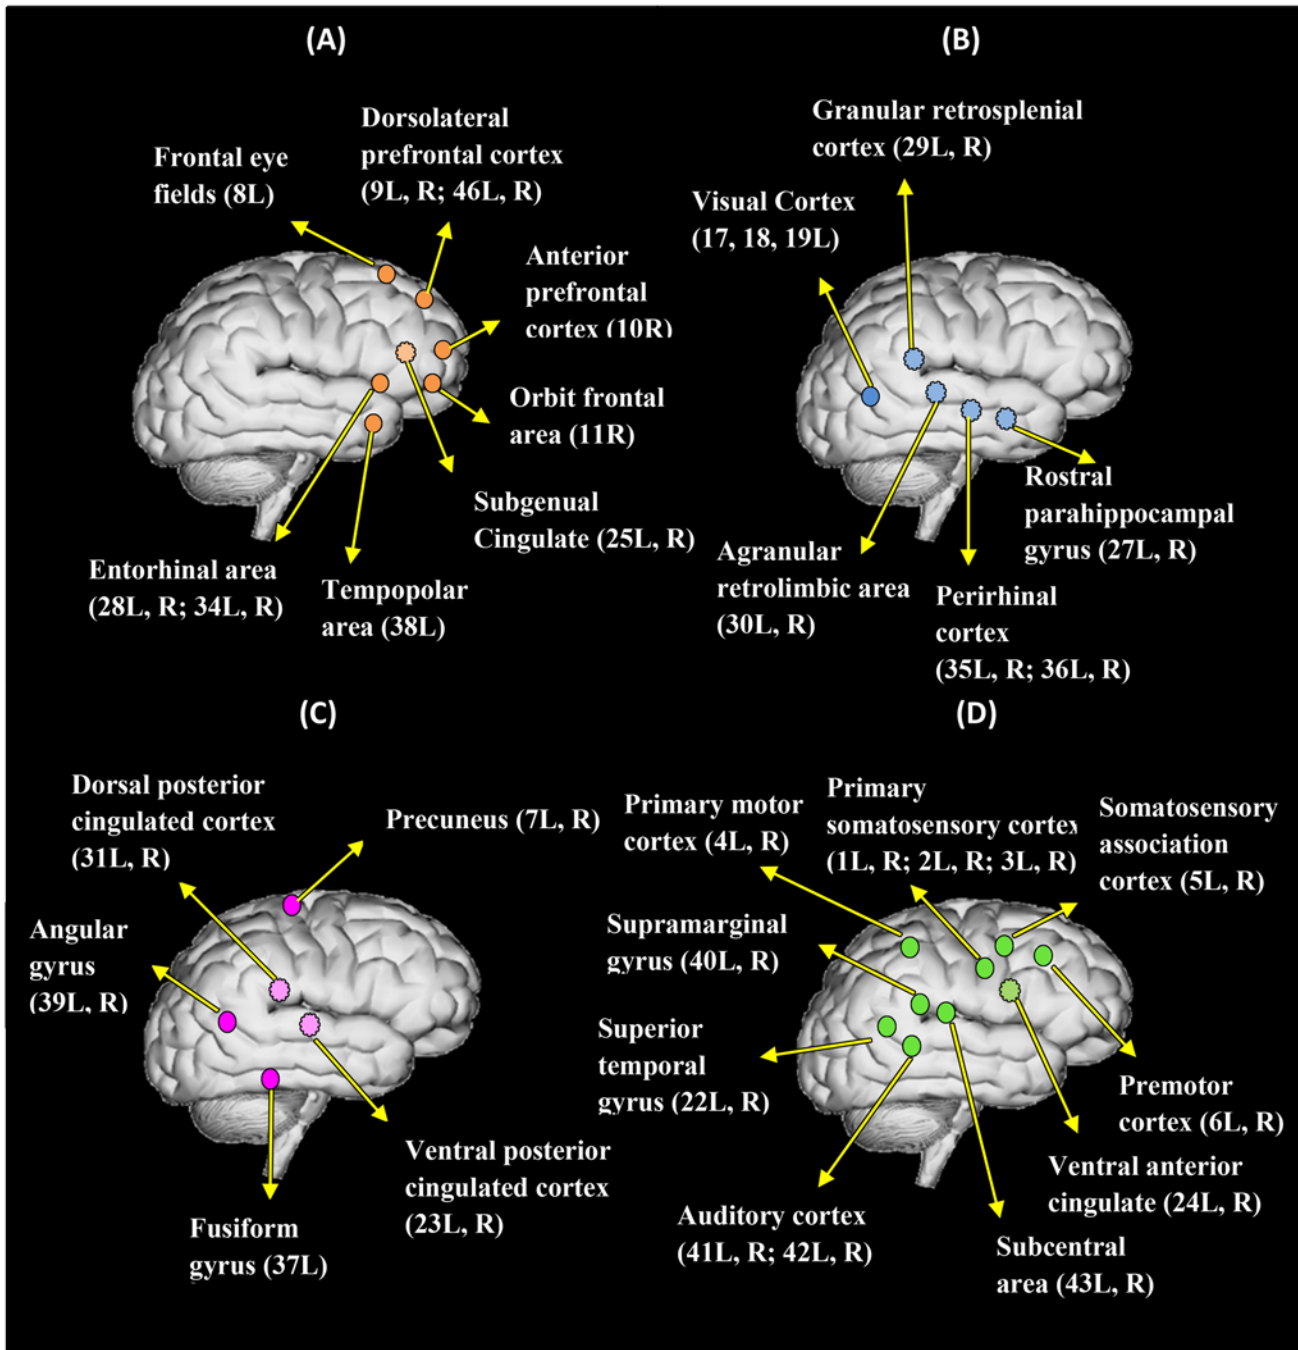 (A)
Frontal eye
fields (8L)
Dorsolateral
prefrontal cortex
(9L, R; 46L, R)
Anterior
prefrontal
cortex (10R)
Orbit frontal
area (11R)
Subgenual
Cingulate (25L, R)
Entorhinal area
(28L, R; 34L, R)
Tempopolar
area (38L)
(B)
Granular retrosplenial
cortex (29L, R)
Visual Cortex
(17, 18, 19L)
Rostral
parahippocampal
gyrus (27L, R)
Agranular
retrolimbic area
(30L, R)
Perirhinal
cortex
(35L, R; 36L, R)
(C)
Dorsal posterior
cingulated cortex
(31L, R)
Precuneus (7L, R)
Angular
gyrus
(39L, R)
Ventral posterior
cingulated cortex
(23L, R)
Fusiform
gyrus (37L)
(D)
Primary motor
cortex (4L, R)
Primary
somatosensory cortex
(1L, R; 2L, R; 3L, R)
Somatosensory
association
cortex (5L, R)
Supramarginal
gyrus (40L, R)
Superior
temporal
gyrus (22L, R)
Premotor
cortex (6L, R)
Ventral anterior
cingulate (24L, R)
Auditory cortex
(41L, R; 42L, R)
Subcentral
area (43L, R)